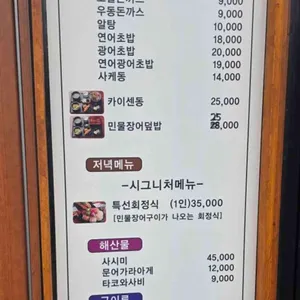 9,000
우동돈까스 9,000
알탕 10,000
연어초밥 18,000
광어초밥 20,000
연어광어초밥 19,000
사케동 14,000
카이센동 25,000
민물장어덮밥 25,000
저녁메뉴
-시그니처메뉴-
특선회정식 (1인)35,000
[민물장어구이가 나오는 회정식]
해산물
사시미 45,000
문어가라아게 12,000
타코와사비 9,000
구이류